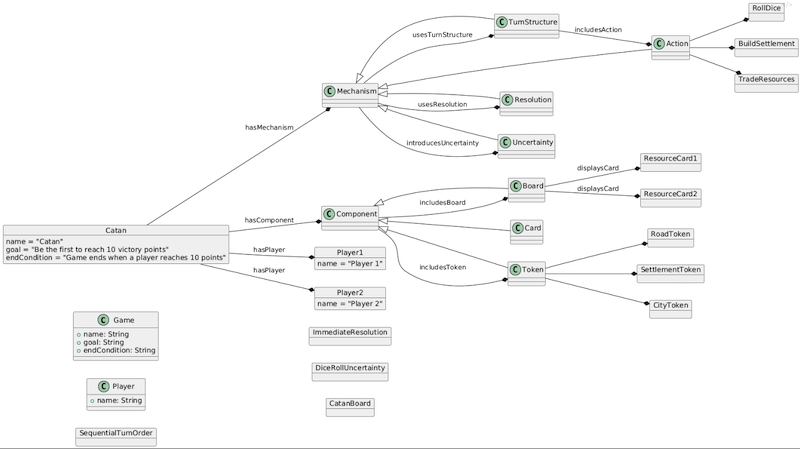 RollDice
C TurnStructure
usesTurnStructure
includesAction
C Action
BuildSettlement
TradeResources
C Mechanism
C Resolution
usesResolution
hasMechanism
introducesUncertainty
C Uncertainty
ResourceCard1
displaysCard
C Board
displaysCard
ResourceCard2
includesBoard
C Component
hasComponent
C Card
Catan
name = "Catan"
goal = "Be the first to reach 10 victory points"
endCondition = "Game ends when a player reaches 10 points"
RoadToken
hasPlayer
Player1
name = "Player 1"
includesToken
C Token
SettlementToken
hasPlayer
Player2
name = "Player 2"
CityToken
C Game
name: String
goal: String
endCondition: String
ImmediateResolution
DiceRollUncertainty
C Player
name: String
CatanBoard
SequentialTurnOrder